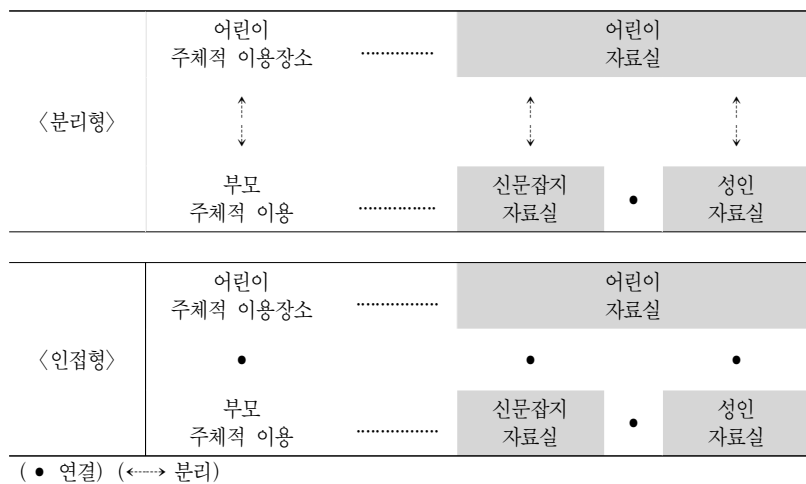 어린이 어린이
주체적 이용장소 ·············· 자료실
〈분리형〉
부모 신문잡지 성인
주체적 이용 ··············· 자료실 • 자료실
어린이 어린이
주체적 이용장소 ················ 자료실
〈인접형〉 • • •
부모 신문잡지 성인
주체적 이용 ················ 자료실 • 자료실
( • 연결) (←┈→ 분리)